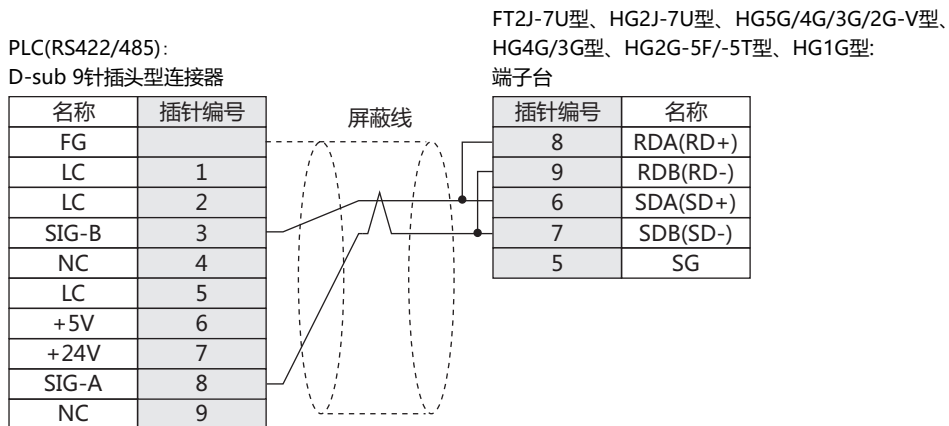 FT2J-7U型、HG2J-7U型、HG5G/4G/3G/2G-V型、
HG4G/3G型、HG2G-5F/-5T型、HG1G型:
端子台
PLC(RS422/485):
D-sub 9针插头型连接器
名称 插针编号
FG
LC 1
LC 2
SIG-B 3
NC 4
LC 5
+5V 6
+24V 7
SIG-A 8
NC 9
屏蔽线
插针编号 名称
8 RDA(RD+)
9 RDB(RD-)
6 SDA(SD+)
7 SDB(SD-)
5 SG